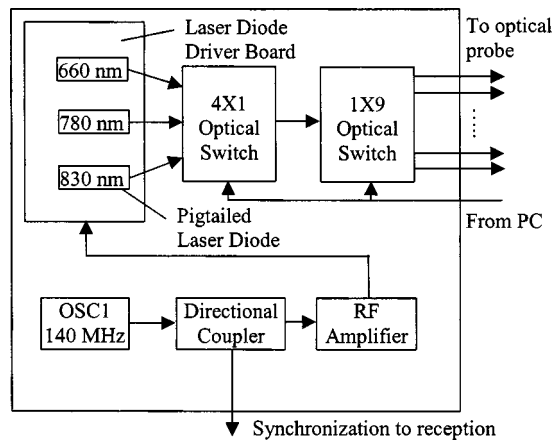 Laser Diode
Driver Board
To optical
probe
660 nm
780 nm
830 nm
4X1
Optical
Switch
1X9
Optical
Switch
Pigtailed
Laser Diode
From PC
OSC1
140 MHz
Directional
Coupler
RF
Amplifier
Synchronization to reception